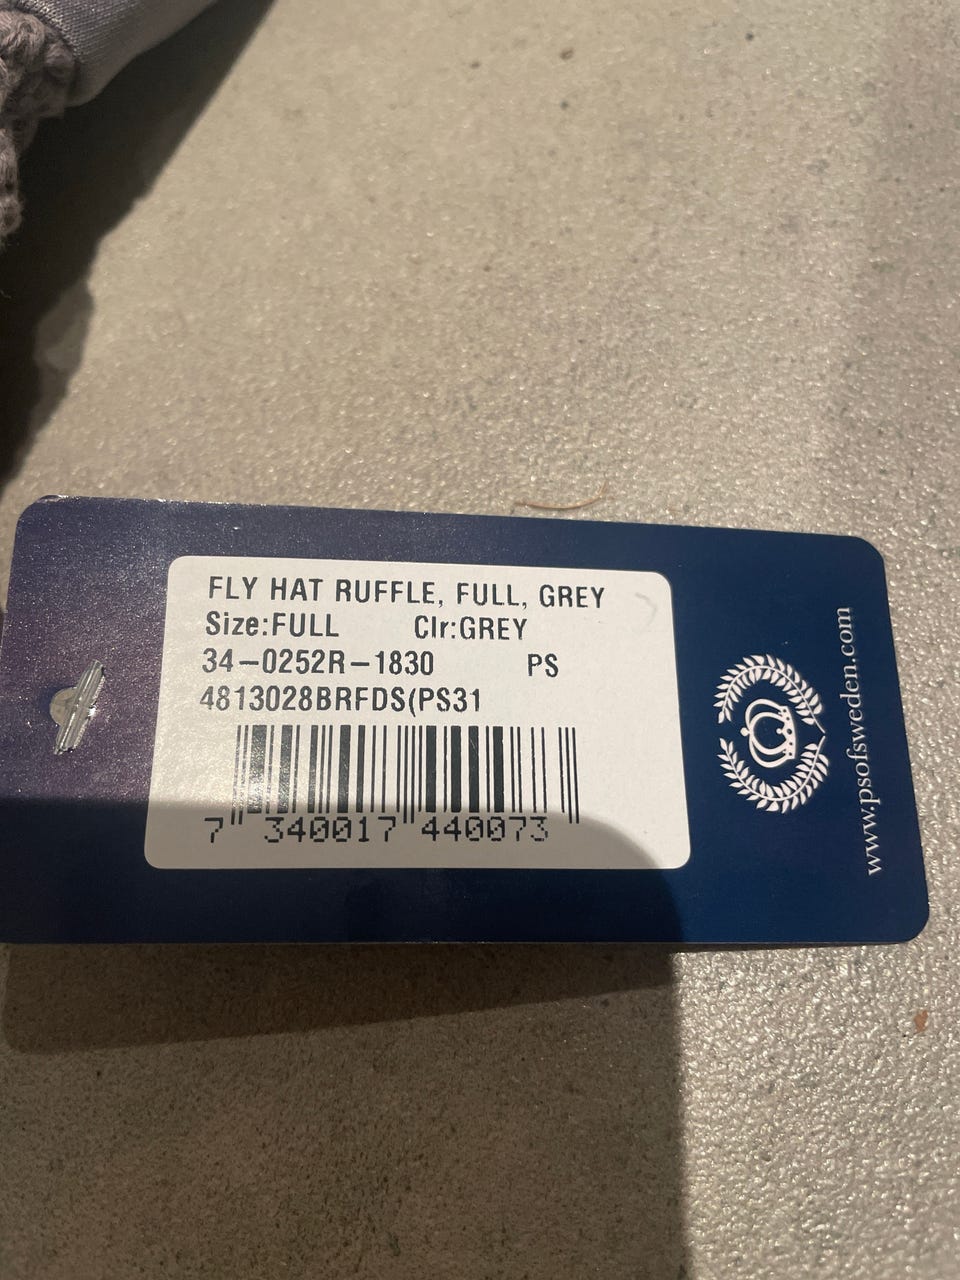 FLY HAT RUFFLE, FULL, GREY
Size:FULL Clr:GREY
34-0252R-1830 PS
4813028BRFDS(PS31
7 340017 440073
www.psofsweden.com